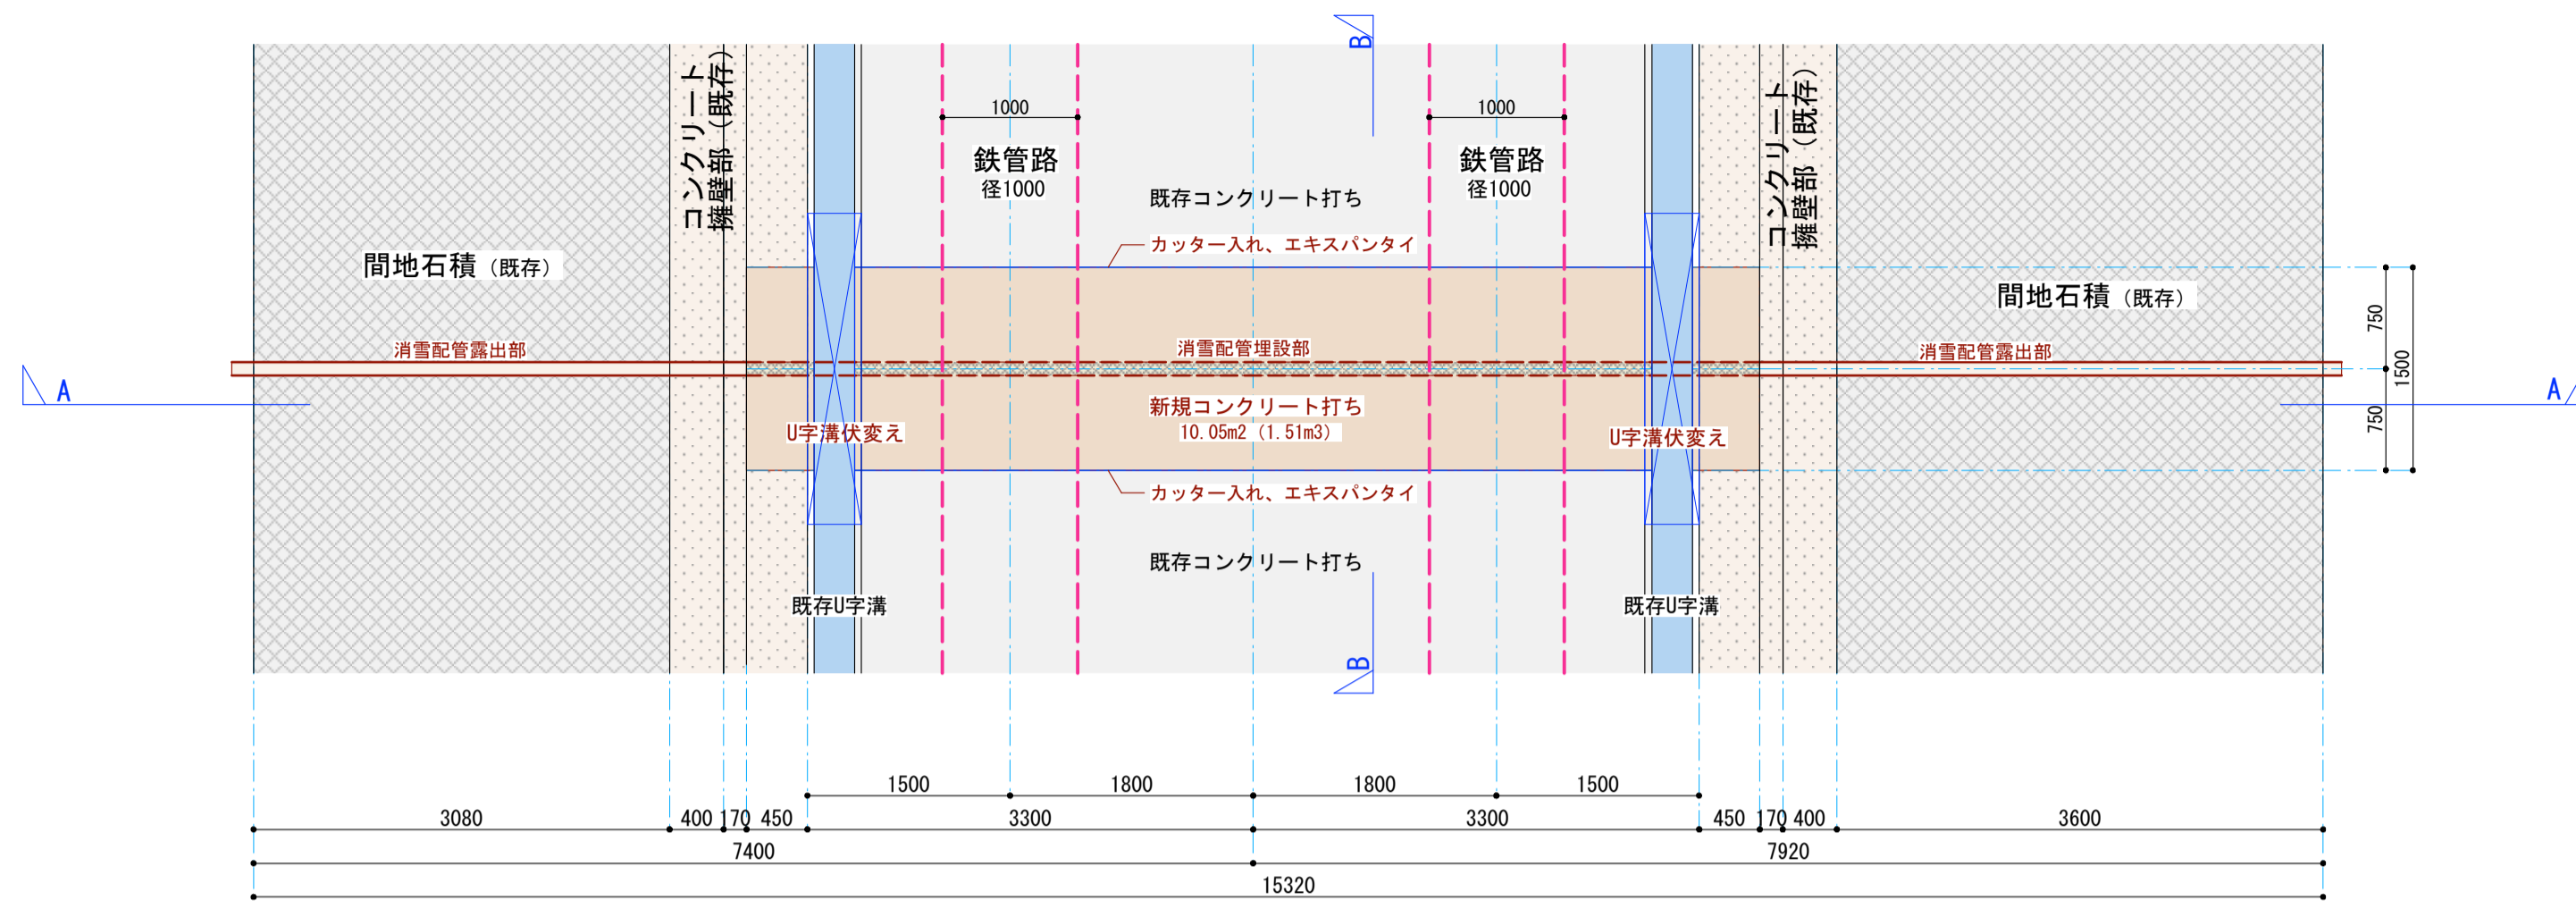 B
コンクリート
擁壁部（既存）
コンクリート
擁壁部（既存）
1000
1000
鉄管路
径1000
鉄管路
径1000
既存コンクリート打ち
カッター入れ、エキスパンタイ
間地石積（既存）
間地石積（既存）
消雪配管露出部
消雪配管埋設部
消雪配管露出部
750
1500
750
A
A
新規コンクリート打ち
10.05m2（1.51m3）
U字溝伏変え
U字溝伏変え
カッター入れ、エキスパンタイ
既存コンクリート打ち
既存U字溝
既存U字溝
B
1500
1800
1800
1500
3080
400
170
450
3300
3300
450
170
400
3600
7400
7920
15320